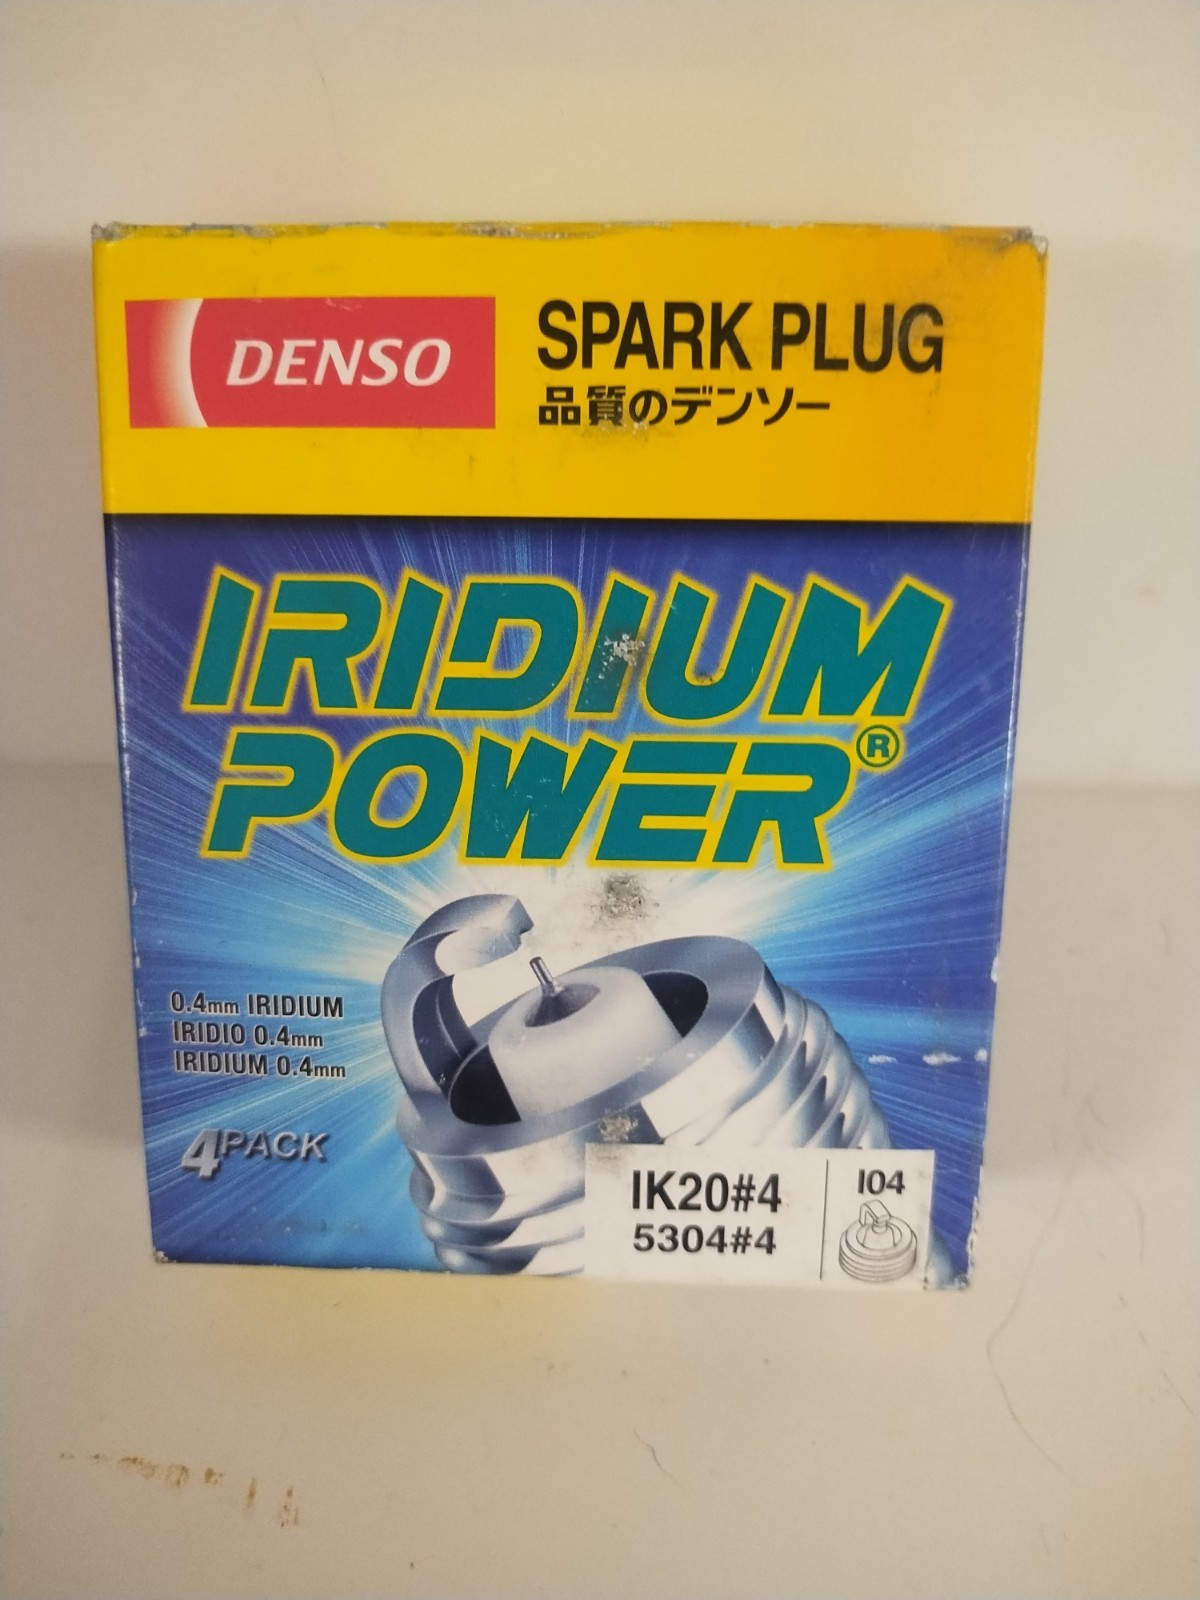 DENSO
SPARK PLUG
品質のデンソー
IRIDIUM
POWER®
0.4mm IRIDIUM
IRIDIO 0.4mm
IRIDIUM 0.4mm
4PACK
IK20#4
5304#4
I04